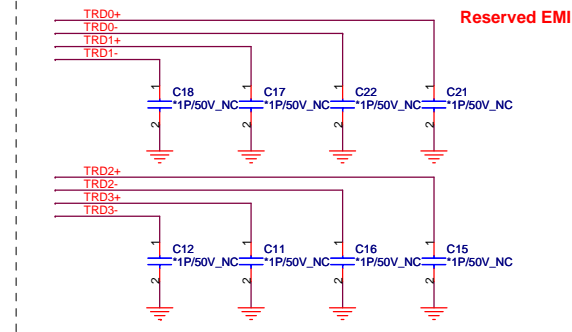 Reserved EMI
TRD0+
TRD0-
TRD1+
TRD1-
1 1 1 1
C18 C17 C22 C21
*1P/50V_NC *1P/50V_NC *1P/50V_NC *1P/50V_NC
2 2 2 2
TRD2+
TRD2-
TRD3+
TRD3-
1 1 1 1
C12 C11 C16 C15
*1P/50V_NC *1P/50V_NC *1P/50V_NC *1P/50V_NC
2 2 2 2